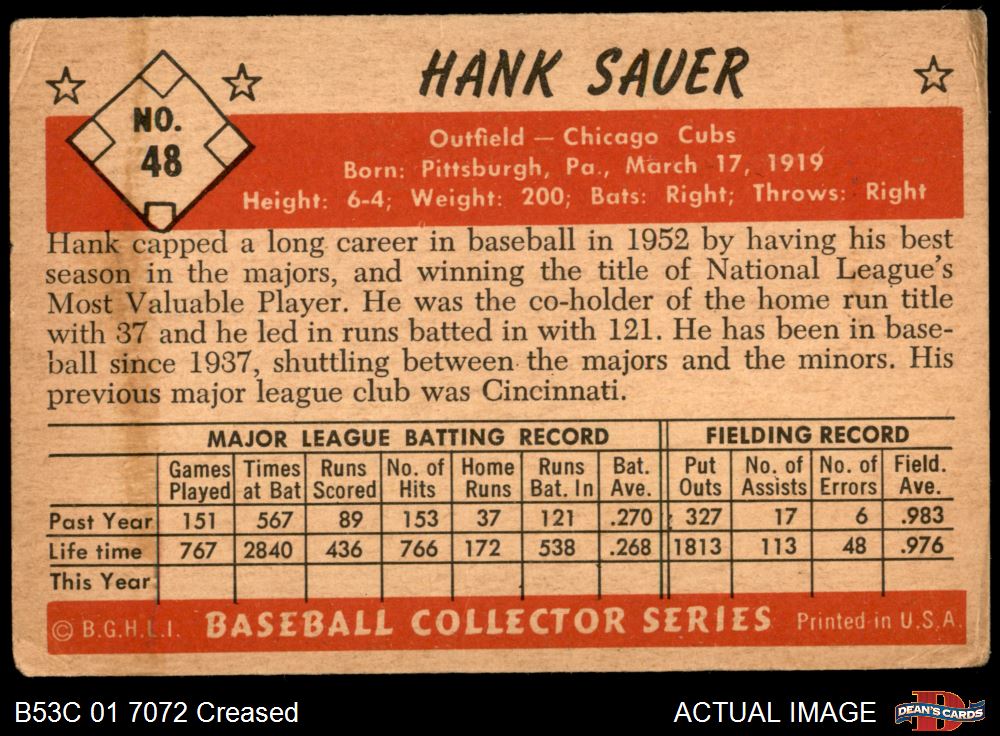 HANK SAUER
NO.
48
Outfield — Chicago Cubs
Born: Pittsburgh, Pa., March 17, 1919
Height: 6-4; Weight: 200; Bats: Right; Throws: Right
Hank capped a long career in baseball in 1952 by having his best
season in the majors, and winning the title of National League's
Most Valuable Player. He was the co-holder of the home run title
with 37 and he led in runs batted in with 121. He has been in base-
ball since 1937, shuttling between the majors and the minors. His
previous major league club was Cincinnati.
MAJOR LEAGUE BATTING RECORD FIELDING RECORD
Games Times Runs No. of Home Runs Bat. Put No. of No. of Field.
Played at Bat Scored Hits Runs Bat. In Ave. Outs Assists Errors Ave.
Past Year 151 567 89 153 37 121 .270 327 17 6 .983
Life time 767 2840 436 766 172 538 .268 1813 113 48 .976
This Year
© B.G.H.L.I. BASEBALL COLLECTOR SERIES Printed in U.S.A.
B53C 01 7072 Creased ACTUAL IMAGE D DEAN'S CARDS